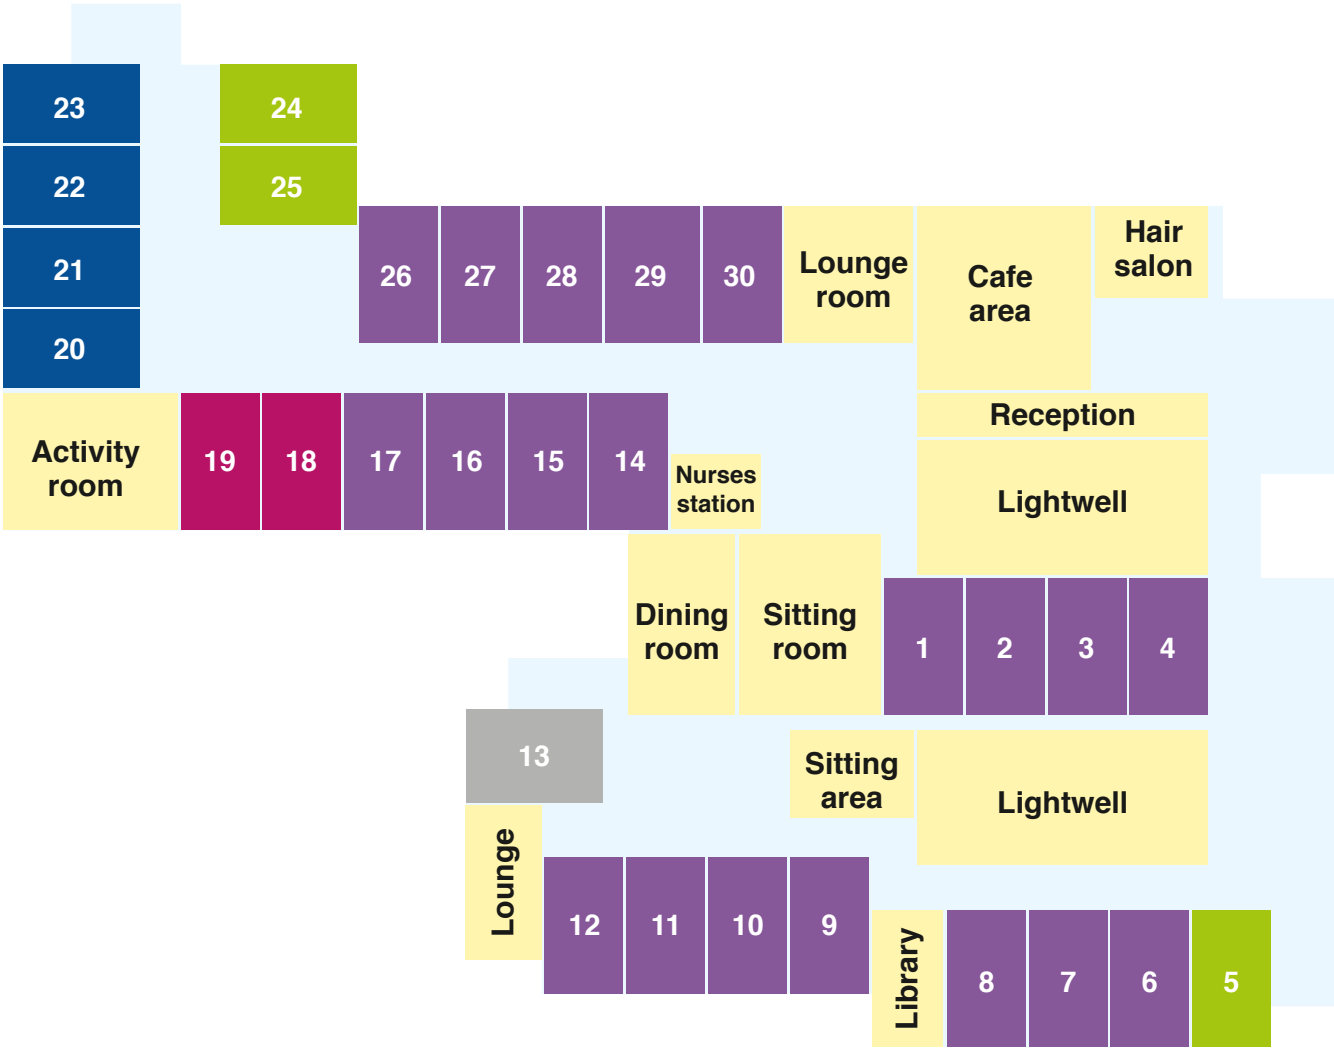 23
24
22
25
21
20
26
27
28
29
30
Lounge
room
Cafe
area
Hair
salon
Activity
room
19
18
17
16
15
14
Nurses
station
Reception
Lightwell
Dining
room
Sitting
room
1
2
3
4
13
Sitting
area
Lightwell
Lounge
12
11
10
9
Library
8
7
6
5